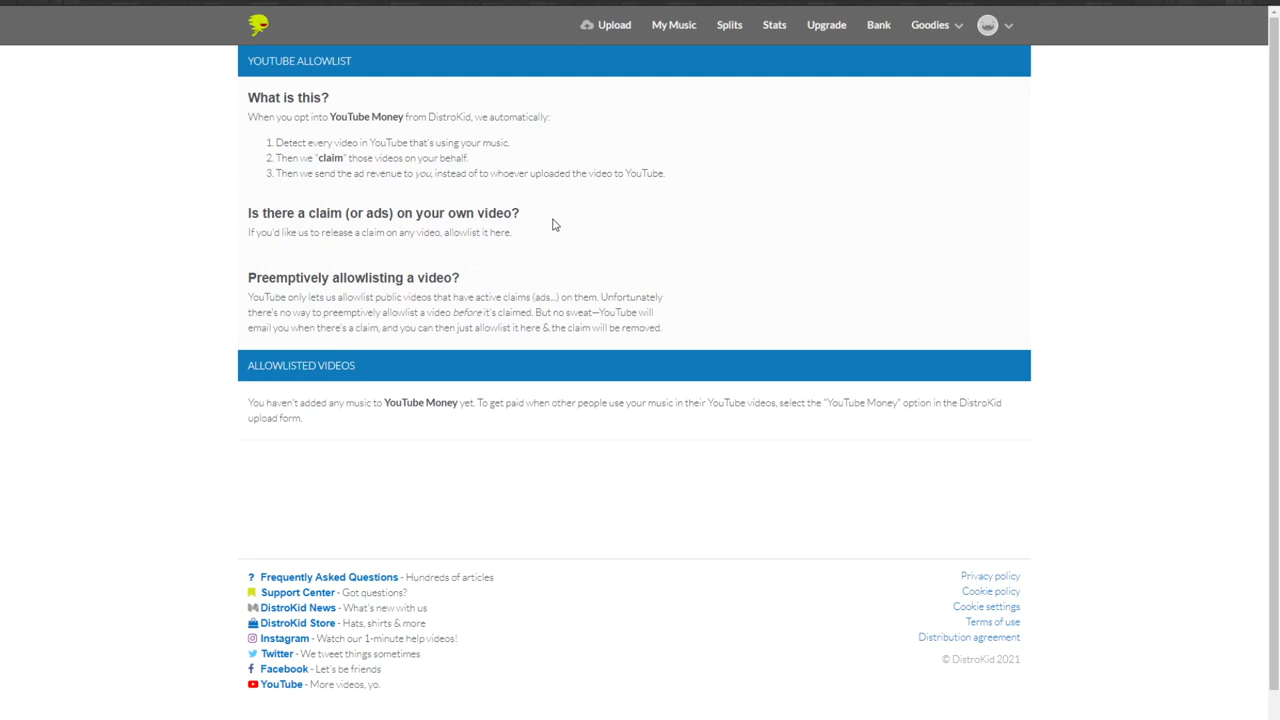 Upload My Music Splits Stats Upgrade Bank Goodies
YOUTUBE ALLOWLIST
What is this?
When you opt into YouTube Money from DistroKid, we automatically:
1. Detect every video in YouTube that's using your music.
2. Then we "claim" those videos on your behalf.
3. Then we send the ad revenue to you, instead of to whoever uploaded the video to YouTube.
Is there a claim (or ads) on your own video?
If you'd like us to release a claim on any video, allowlist it here.
Preemptively allowlisting a video?
YouTube only lets us allowlist public videos that have active claims (ads...) on them. Unfortunately
there's no way to preemptively allowlist a video before it's claimed. But no sweat—YouTube will
email you when there's a claim, and you can then just allowlist it here & the claim will be removed.
ALLOWLISTED VIDEOS
You haven't added any music to YouTube Money yet. To get paid when other people use your music in their YouTube videos, select the "YouTube Money" option in the DistroKid
upload form.
? Frequently Asked Questions - Hundreds of articles
Support Center - Got questions?
DistroKid News - What's new with us
DistroKid Store - Hats, shirts & more
Instagram - Watch our 1-minute help videos!
Twitter - We tweet things sometimes
Facebook - Let's be friends
YouTube - More videos, yo.
Privacy policy
Cookie policy
Cookie settings
Terms of use
Distribution agreement
© DistroKid 2021